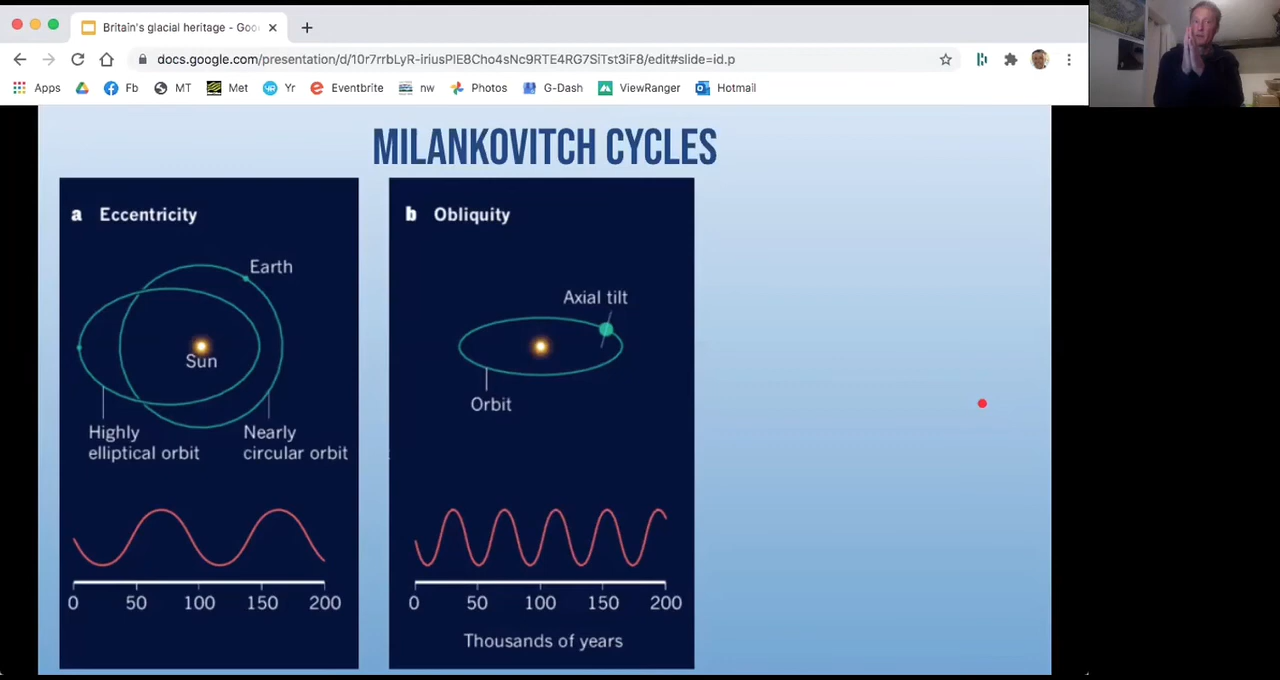 Britain's glacial heritage - Goo
docs.google.com/presentation/d/10r7rrbLyR-iriusPIE8Cho4sNc9RTE4RG7SiTst3iF8/edit#slide=id.p
Apps Fb MT Met Yr Eventbrite nw Photos G-Dash ViewRanger Hotmail
MILANKOVITCH CYCLES
a Eccentricity
Earth
Sun
Highly
elliptical orbit
Nearly
circular orbit
0 50 100 150 200
b Obliquity
Axial tilt
Orbit
0 50 100 150 200
Thousands of years